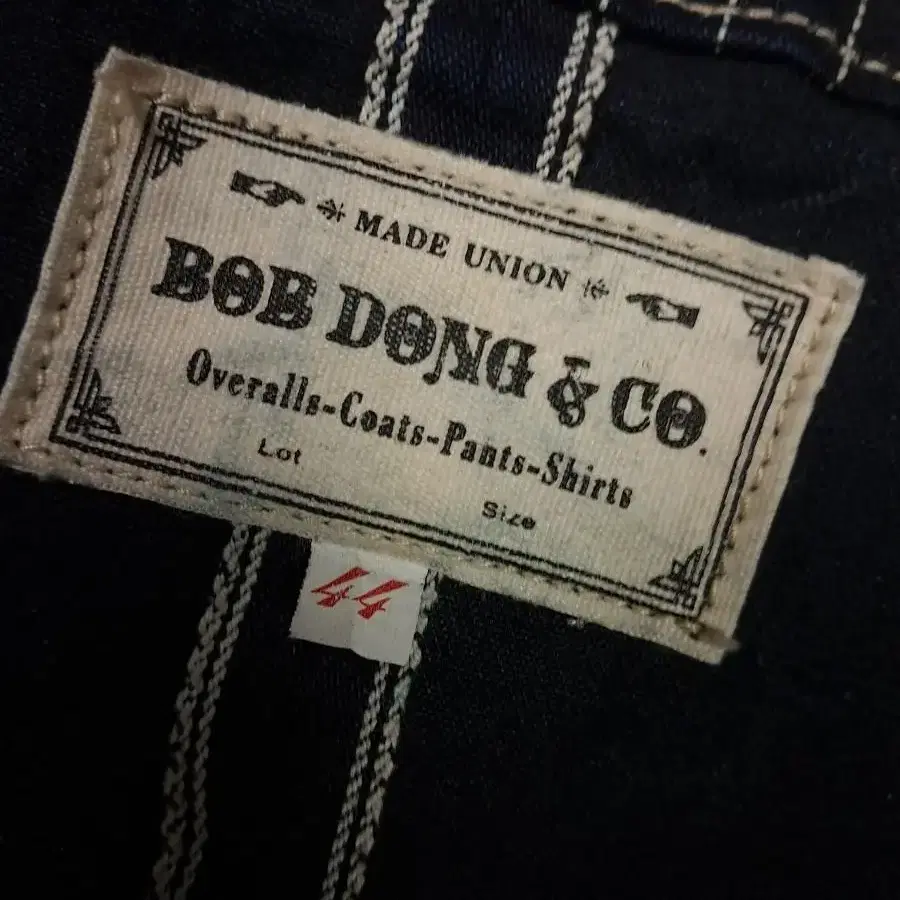 MADE UNION
BOB DONG & CO.
Overalls-Coats-Pants-Shirts
Lot
Size
44